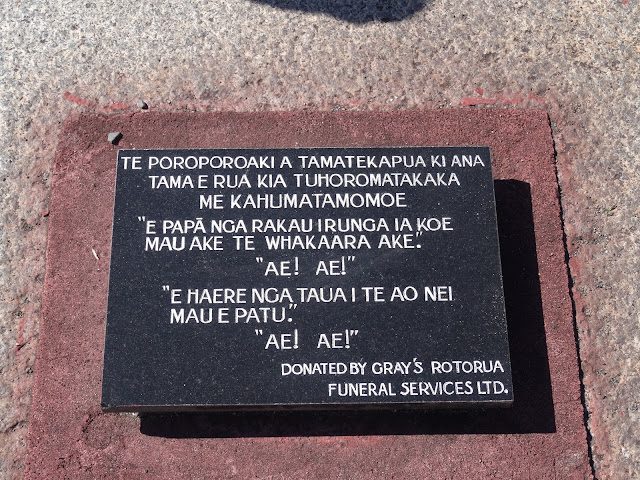 TE POROPOROAKI A TAMATEKAPUA KI ANA
TAMA E RUA KIA TUHOROMATAKAKA
ME KAHUMATAMOMOE
"E PAPĀ NGA RAKAU I RUNGA IA KOE
MAU AKE TE WHAKAARA AKE".
"AE! AE!"
"E HAERE NGA TAUA I TE AO NEI
MAU E PATU."
"AE! AE!"
DONATED BY GRAY'S ROTORUA
FUNERAL SERVICES LTD.